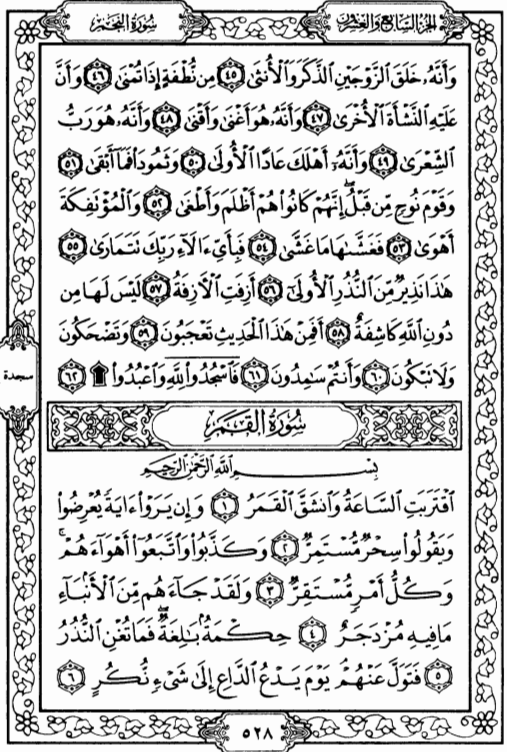 الجزء السابع والعشرون
سورة النجم
وَأَنَّهُۥ خَلَقَ ٱلزَّوْجَيْنِ ٱلذَّكَرَ وَٱلْأُنثَىٰ ٤٥ مِن نُّطْفَةٍ إِذَا تُمْنَىٰ ٤٦ وَأَنَّ
عَلَيْهِ ٱلنَّشْأَةَ ٱلْأُخْرَىٰ ٤٧ وَأَنَّهُۥ هُوَ أَغْنَىٰ وَأَقْنَىٰ ٤٨ وَأَنَّهُۥ هُوَ رَبُّ
ٱلشِّعْرَىٰ ٤٩ وَأَنَّهُۥٓ أَهْلَكَ عَادًا ٱلْأُولَىٰ ٥٠ وَثَمُودَا۟ فَمَآ أَبْقَىٰ ٥١
وَقَوْمَ نُوحٍ مِّن قَبْلُ ۖ إِنَّهُمْ كَانُوا۟ هُمْ أَظْلَمَ وَأَطْغَىٰ ٥٢ وَٱلْمُؤْتَفِكَةَ
أَهْوَىٰ ٥٣ فَغَشَّىٰهَا مَا غَشَّىٰ ٥٤ فَبِأَىِّ ءَالَآءِ رَبِّكَ تَتَمَارَىٰ ٥٥
هَٰذَا نَذِيرٌ مِّنَ ٱلنُّذُرِ ٱلْأُولَىٰٓ ٥٦ أَزِفَتِ ٱلْآزِفَةُ ٥٧ لَيْسَ لَهَا مِن
دُونِ ٱللَّهِ كَاشِفَةٌ ٥٨ أَفَمِنْ هَٰذَا ٱلْحَدِيثِ تَعْجَبُونَ ٥٩ وَتَضْحَكُونَ
وَلَا تَبْكُونَ ٦٠ وَأَنتُمْ سَٰمِدُونَ ٦١ فَٱسْجُدُوا۟ لِلَّهِ وَٱعْبُدُوا۟ ۩ ٦٢
سجدة
سورة القمر
بِسْمِ ٱللَّهِ ٱلرَّحْمَٰنِ ٱلرَّحِيمِ
ٱقْتَرَبَتِ ٱلسَّاعَةُ وَٱنشَقَّ ٱلْقَمَرُ ١ وَإِن يَرَوْا۟ ءَايَةً يُعْرِضُوا۟
وَيَقُولُوا۟ سِحْرٌ مُّسْتَمِرٌّ ٢ وَكَذَّبُوا۟ وَٱتَّبَعُوٓا۟ أَهْوَآءَهُمْ ۚ
وَكُلُّ أَمْرٍ مُّسْتَقِرٌّ ٣ وَلَقَدْ جَآءَهُم مِّنَ ٱلْأَنۢبَآءِ
مَا فِيهِ مُزْدَجَرٌ ٤ حِكْمَةٌۢ بَٰلِغَةٌ ۖ فَمَا تُغْنِ ٱلنُّذُرُ
٥ فَتَوَلَّ عَنْهُمْ ۘ يَوْمَ يَدْعُ ٱلدَّاعِ إِلَىٰ شَىْءٍ نُّكُرٍ ٦
٥٢٨